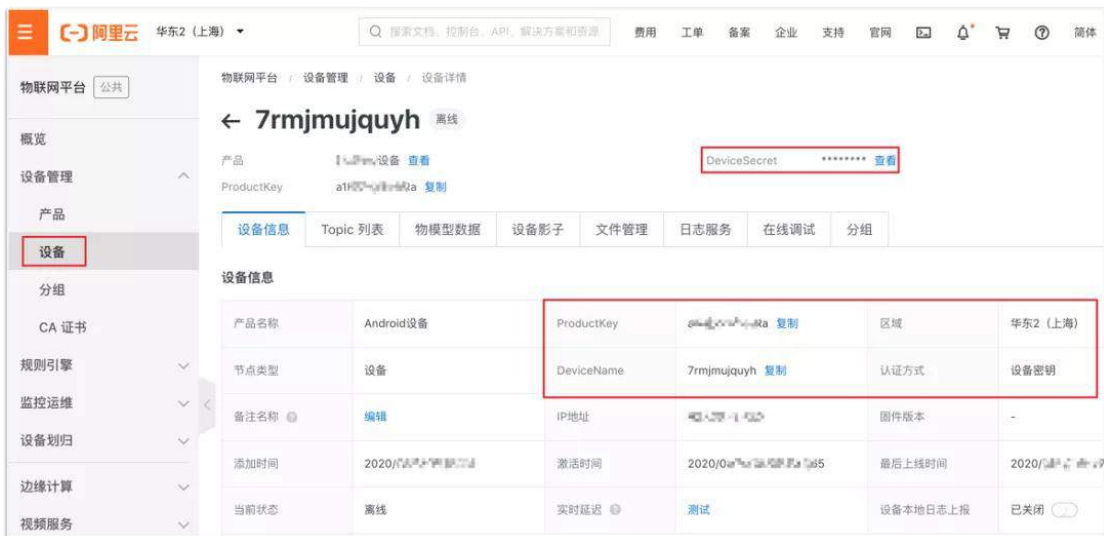 阿里云 华东2（上海） 搜索文档、控制台、API、解决方案和资源 费用 工单 备案 企业 支持 官网 简体
物联网平台 公共
物联网平台 / 设备管理 / 设备 / 设备详情
← 7rmjmujquyh 离线
产品 设备 查看
DeviceSecret ******** 查看
ProductKey 复制
概览
设备管理
产品
设备
分组
CA 证书
规则引擎
监控运维
设备划归
边缘计算
视频服务
设备信息 Topic 列表 物模型数据 设备影子 文件管理 日志服务 在线调试 分组
设备信息
产品名称 Android设备 ProductKey 复制 区域 华东2（上海）
节点类型 设备 DeviceName 7rmjmujquyh 复制 认证方式 设备密钥
备注名称 编辑 IP地址 固件版本 -
添加时间 2020/ 激活时间 2020/0 最后上线时间 2020/
当前状态 离线 实时延迟 测试 设备本地日志上报 已关闭